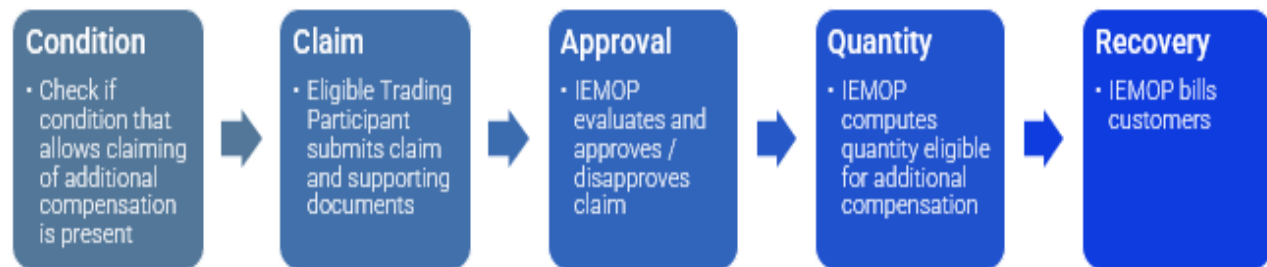 Condition
• Check if
condition that
allows claiming
of additional
compensation
is present
Claim
• Eligible Trading
Participant
submits claim
and supporting
documents
Approval
• IEMOP
evaluates and
approves /
disapproves
claim
Quantity
• IEMOP
computes
quantity eligible
for additional
compensation
Recovery
• IEMOP bills
customers